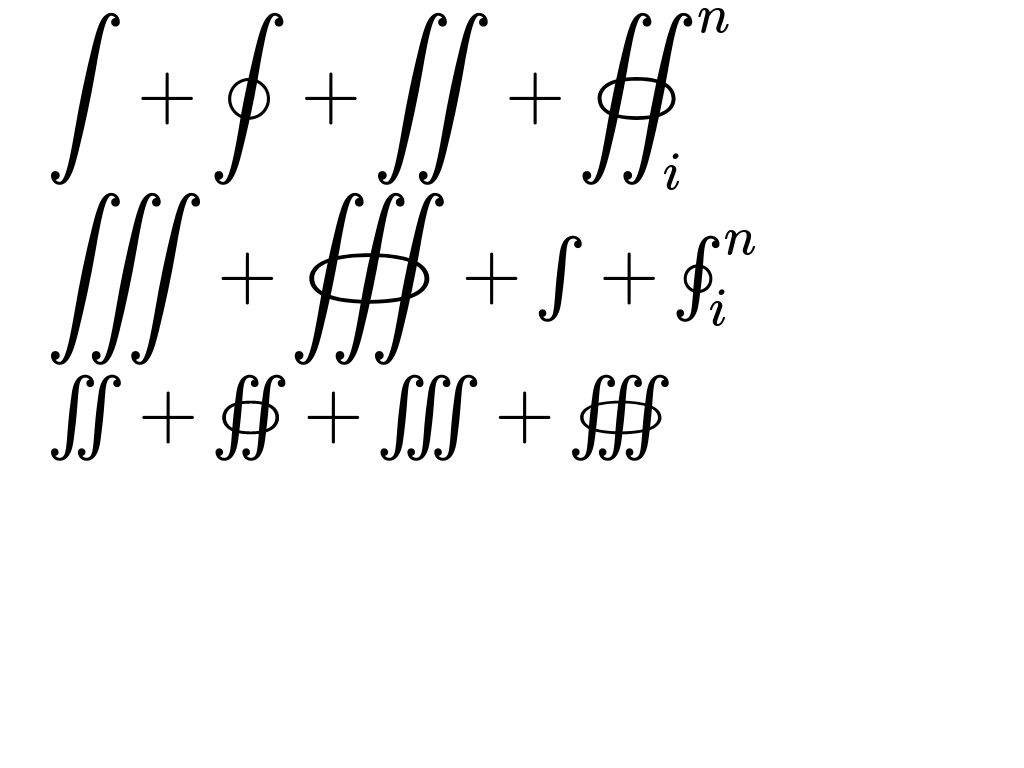 ∫ + ∮ + ∬ + ∯ᵢⁿ
∭ + ∰ + ∫ + ∮ᵢⁿ
∬ + ∯ + ∭ + ∰